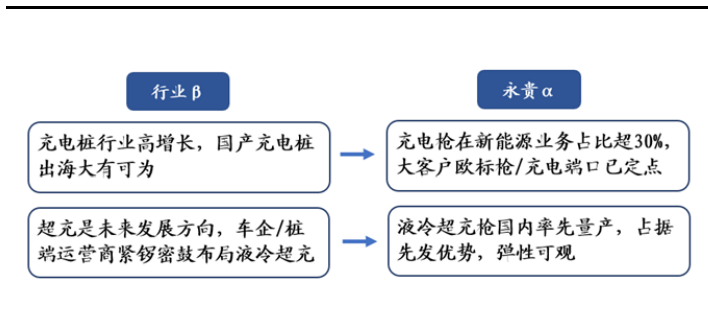 行业β
永贵α
充电桩行业高增长，国产充电桩
出海大有可为
充电枪在新能源业务占比超30%，
大客户欧标枪/充电端口已定点
超充是未来发展方向，车企/桩
端运营商紧锣密鼓布局液冷超充
液冷超充枪国内率先量产，占据
先发优势，弹性可观